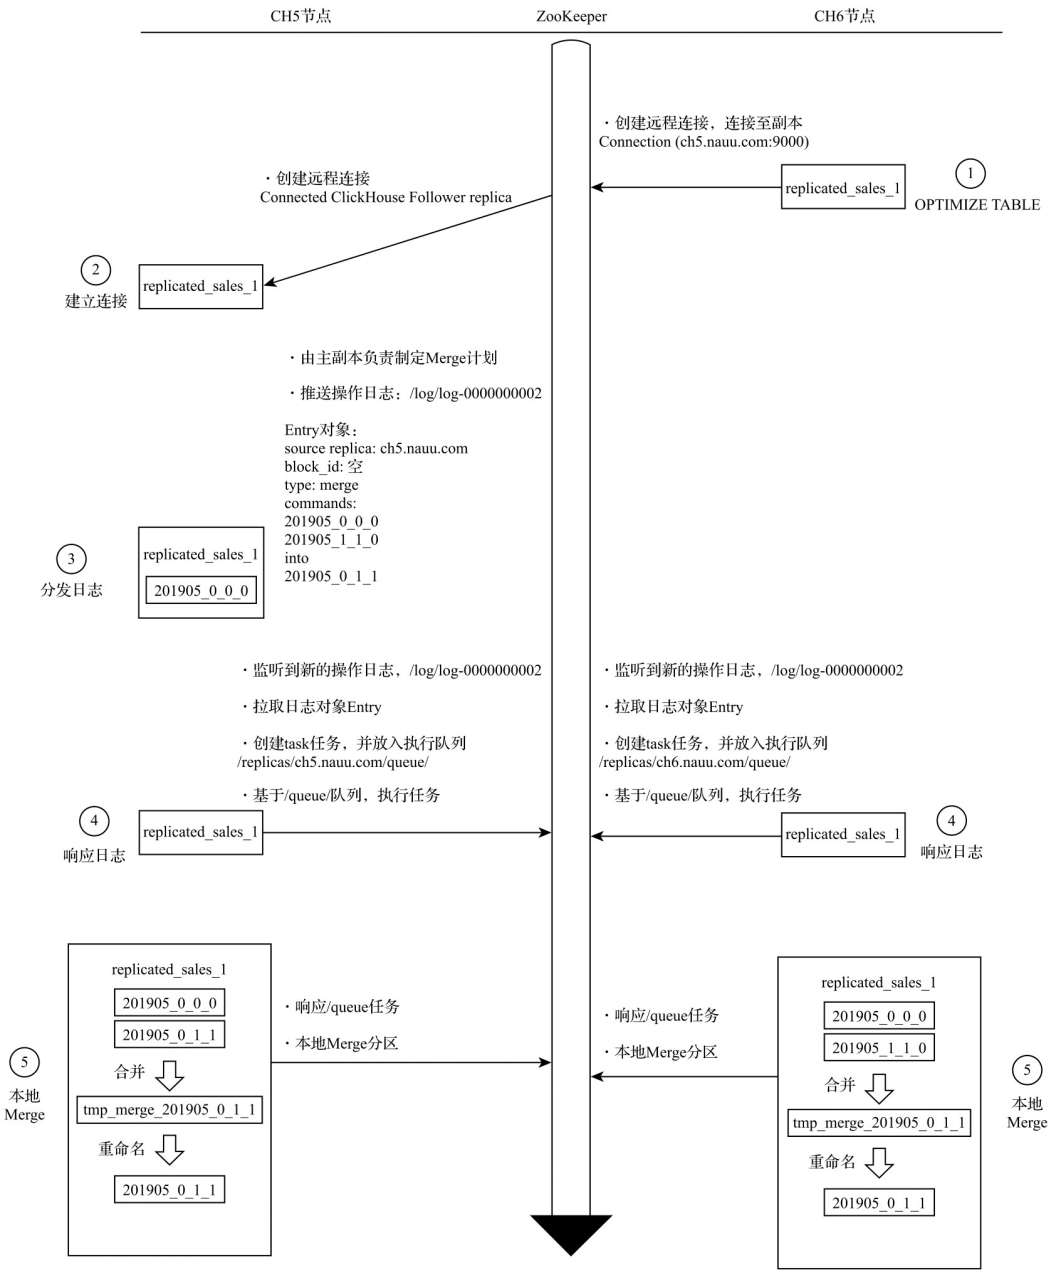 CH5节点
ZooKeeper
CH6节点
·创建远程连接，连接至副本
Connection (ch5.nauu.com:9000)
replicated_sales_1
1
OPTIMIZE TABLE
·创建远程连接
Connected ClickHouse Follower replica
2
建立连接
replicated_sales_1
·由主副本负责制定Merge计划
·推送操作日志：/log/log-0000000002
Entry对象：
source replica: ch5.nauu.com
block_id: 空
type: merge
commands:
201905_0_0_0
201905_1_1_0
into
201905_0_1_1
3
分发日志
replicated_sales_1
201905_0_0_0
·监听到新的操作日志，/log/log-0000000002
·拉取日志对象Entry
·创建task任务，并放入执行队列
/replicas/ch5.nauu.com/queue/
·基于/queue/队列，执行任务
4
响应日志
replicated_sales_1
·监听到新的操作日志，/log/log-0000000002
·拉取日志对象Entry
·创建task任务，并放入执行队列
/replicas/ch6.nauu.com/queue/
·基于/queue/队列，执行任务
replicated_sales_1
4
响应日志
5
本地
Merge
replicated_sales_1
201905_0_0_0
201905_0_1_1
合并
tmp_merge_201905_0_1_1
重命名
201905_0_1_1
·响应/queue任务
·本地Merge分区
·响应/queue任务
·本地Merge分区
replicated_sales_1
201905_0_0_0
201905_1_1_0
合并
tmp_merge_201905_0_1_1
重命名
201905_0_1_1
5
本地
Merge